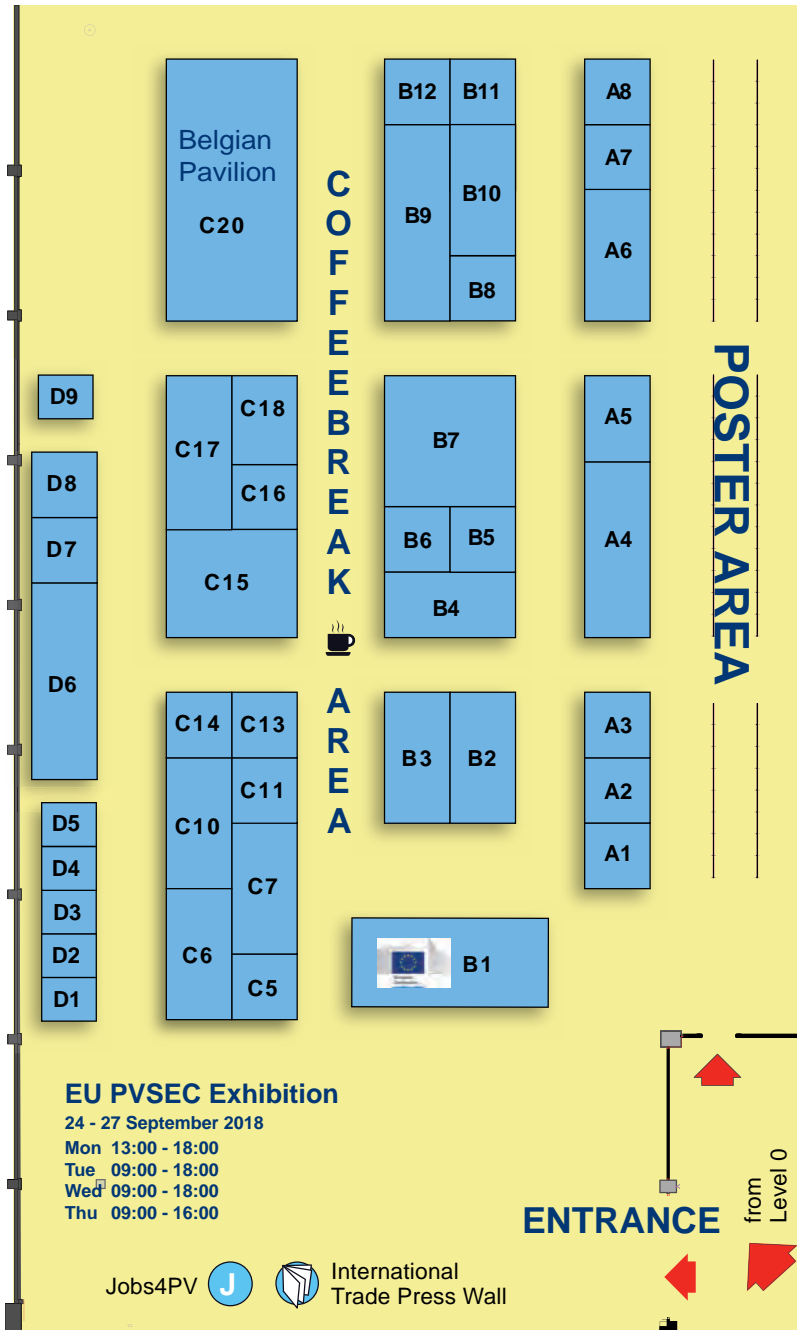 B12
B11
A8
Belgian
Pavilion
C20
A7
B9
B10
A6
B8
COFFEEBREAK
AREA
POSTER AREA
D9
C17
C18
B7
A5
D8
C16
D7
B6
B5
A4
C15
B4
D6
C14
C13
B3
B2
A3
C10
C11
A2
D5
A1
D4
C7
D3
D2
C6
B1
D1
C5
EU PVSEC Exhibition
24 - 27 September 2018
Mon 13:00 - 18:00
Tue 09:00 - 18:00
Wed 09:00 - 18:00
Thu 09:00 - 16:00
ENTRANCE
from
Level 0
Jobs4PV
J
International
Trade Press Wall